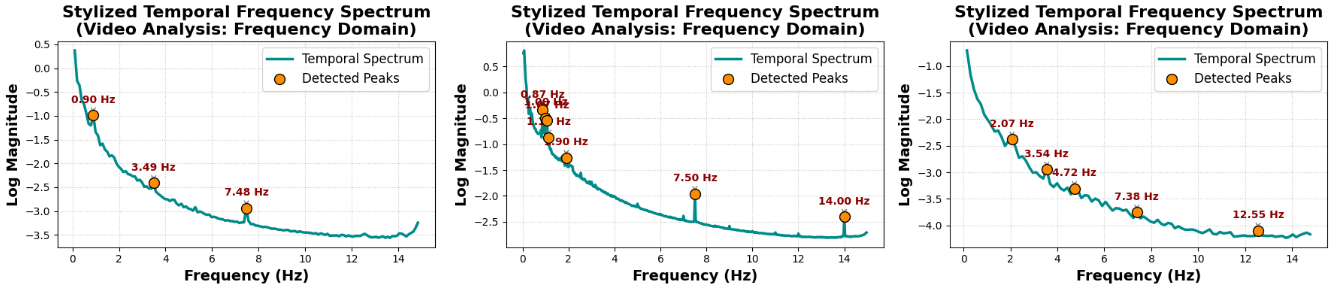 Stylized Temporal Frequency Spectrum
(Video Analysis: Frequency Domain)
0.5
0.0
−0.5
−1.0
−1.5
−2.0
−2.5
−3.0
−3.5
Log Magnitude
0.90 Hz
3.49 Hz
7.48 Hz
Temporal Spectrum
Detected Peaks
0 2 4 6 8 10 12 14
Frequency (Hz)
Stylized Temporal Frequency Spectrum
(Video Analysis: Frequency Domain)
0.5
0.0
−0.5
−1.0
−1.5
−2.0
−2.5
Log Magnitude
0.87 Hz
7.50 Hz
14.00 Hz
Temporal Spectrum
Detected Peaks
0 2 4 6 8 10 12 14
Frequency (Hz)
Stylized Temporal Frequency Spectrum
(Video Analysis: Frequency Domain)
−1.0
−1.5
−2.0
−2.5
−3.0
−3.5
−4.0
Log Magnitude
2.07 Hz
3.54 Hz
4.72 Hz
7.38 Hz
12.55 Hz
Temporal Spectrum
Detected Peaks
0 2 4 6 8 10 12 14
Frequency (Hz)